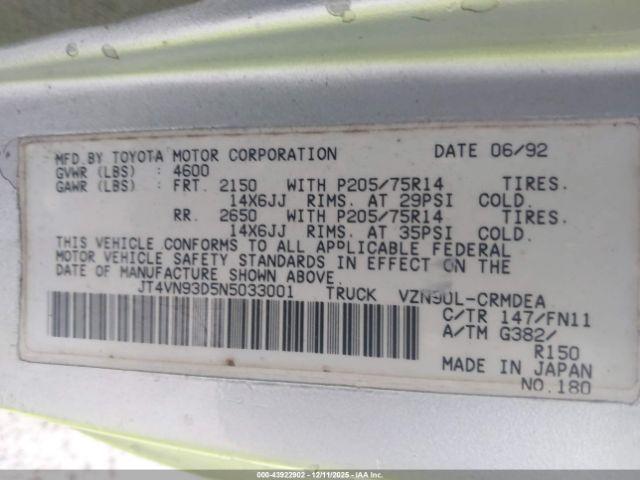 MFD.BY TOYOTA MOTOR CORPORATION DATE 06/92
GVWR (LBS) : 4600
GAWR (LBS) : FRT. 2150 WITH P205/75R14 TIRES.
14X6JJ RIMS. AT 29PSI COLD.
RR. 2650 WITH P205/75R14 TIRES.
14X6JJ RIMS. AT 35PSI COLD.
THIS VEHICLE CONFORMS TO ALL APPLICABLE FEDERAL
MOTOR VEHICLE SAFETY STANDARDS IN EFFECT ON THE
DATE OF MANUFACTURE SHOWN ABOVE.
JT4VN93D5N5033001 TRUCK VZN90L-CRMDEA
C/TR 147/FN11
A/TM G382/
R150
MADE IN JAPAN
NO.180
000-43922902 - 12/11/2025 - IAA Inc.